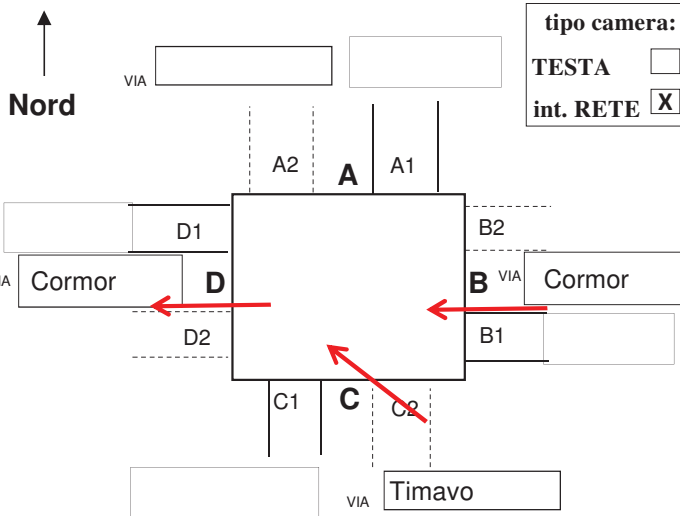 tipo camera:
VIA
Nord
TESTA
int. RETE X
A2 A A1
D1
B2
IA Cormor D
B VIA Cormor
D2
B1
C1 C C2
VIA Timavo